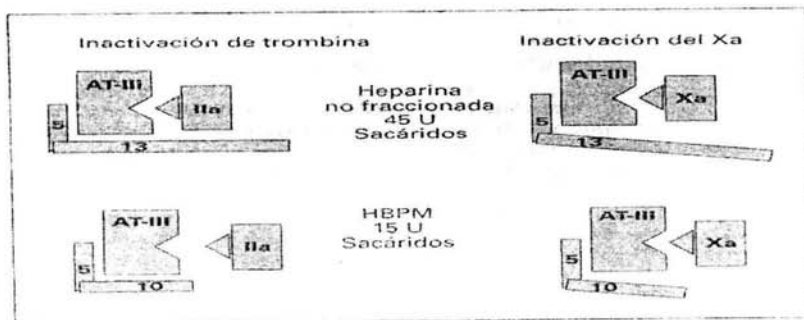 Inactivación de trombina
Inactivación del Xa
AT-III
IIa
5
13
Heparina
no fraccionada
45 U
Sacáridos
AT-III
Xa
5
13
AT-III
IIa
5
10
HBPM
15 U
Sacáridos
AT-III
Xa
5
10